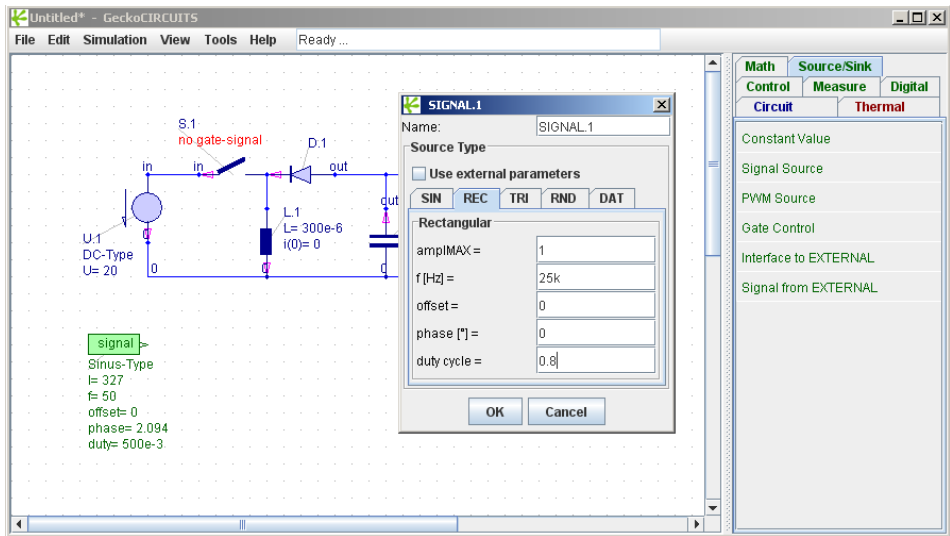 Untitled* - GeckoCIRCUITS
File Edit Simulation View Tools Help Ready ...
S.1
no gate-signal
in
in
D.1
out
out
U.1
DC-Type
U= 20
0
0
L.1
L= 300e-6
i(0)= 0
0
0
signal
Sinus-Type
I= 327
f= 50
offset= 0
phase= 2.094
duty= 500e-3
SIGNAL.1
Name: SIGNAL.1
Source Type
Use external parameters
SIN REC TRI RND DAT
Rectangular
amplMAX = 1
f [Hz] = 25k
offset = 0
phase [°] = 0
duty cycle = 0.8
OK Cancel
Math Source/Sink
Control Measure Digital
Circuit Thermal
Constant Value
Signal Source
PWM Source
Gate Control
Interface to EXTERNAL
Signal from EXTERNAL